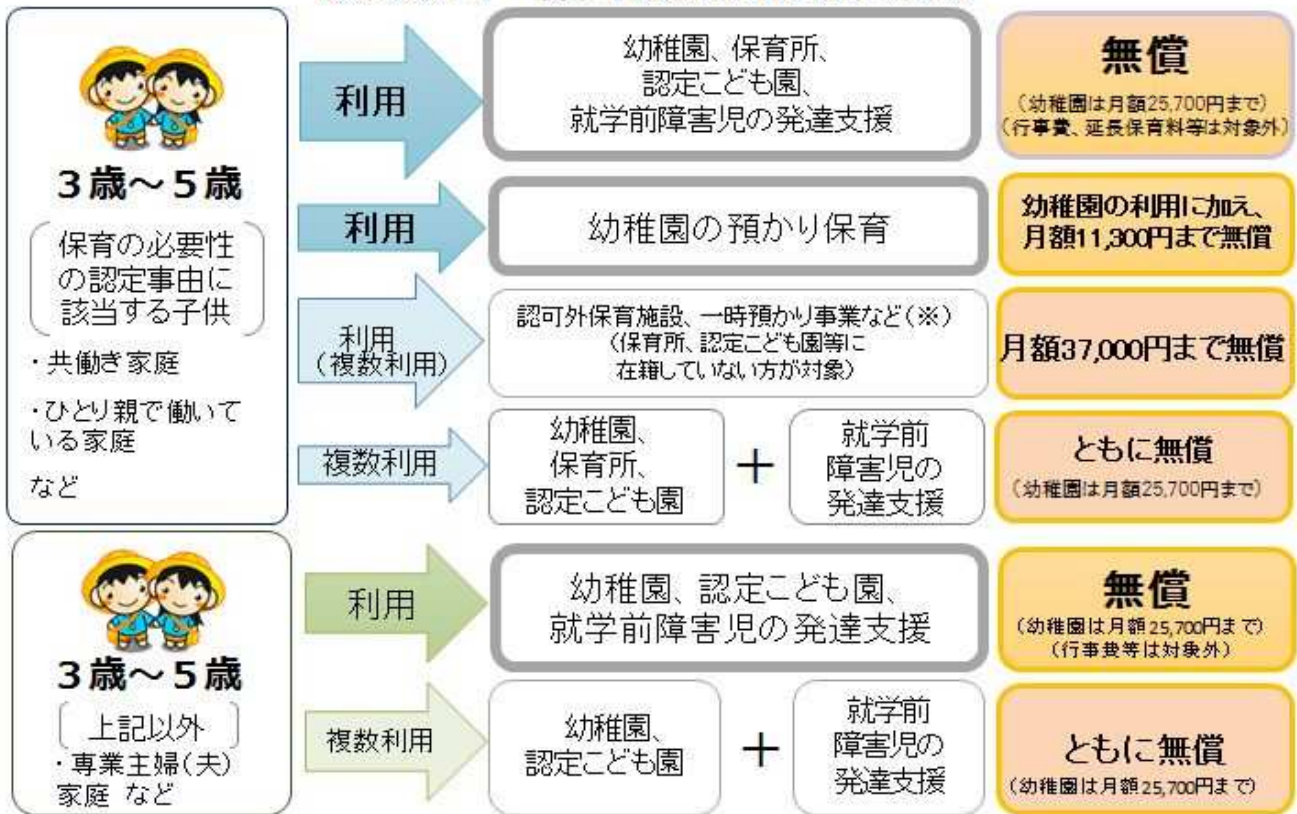 利用
幼稚園、保育所、
認定こども園、
就学前障害児の発達支援
無償
(幼稚園は月額25,700円まで)
(行事費、延長保育料等は対象外)
3歳～5歳
保育の必要性
の認定事由に
該当する子供
・共働き家庭
・ひとり親で働いて
いる家庭
など
利用
幼稚園の預かり保育
幼稚園の利用に加え、
月額11,300円まで無償
利用
(複数利用)
認可外保育施設、一時預かり事業など(※)
(保育所、認定こども園等に
在籍していない方が対象)
月額37,000円まで無償
複数利用
幼稚園、
保育所、
認定こども園
+
就学前
障害児の
発達支援
ともに無償
(幼稚園は月額25,700円まで)
3歳～5歳
上記以外
・専業主婦(夫)
家庭 など
利用
幼稚園、認定こども園、
就学前障害児の発達支援
無償
(幼稚園は月額25,700円まで)
(行事費等は対象外)
複数利用
幼稚園、
認定こども園
+
就学前
障害児の
発達支援
ともに無償
(幼稚園は月額25,700円まで)